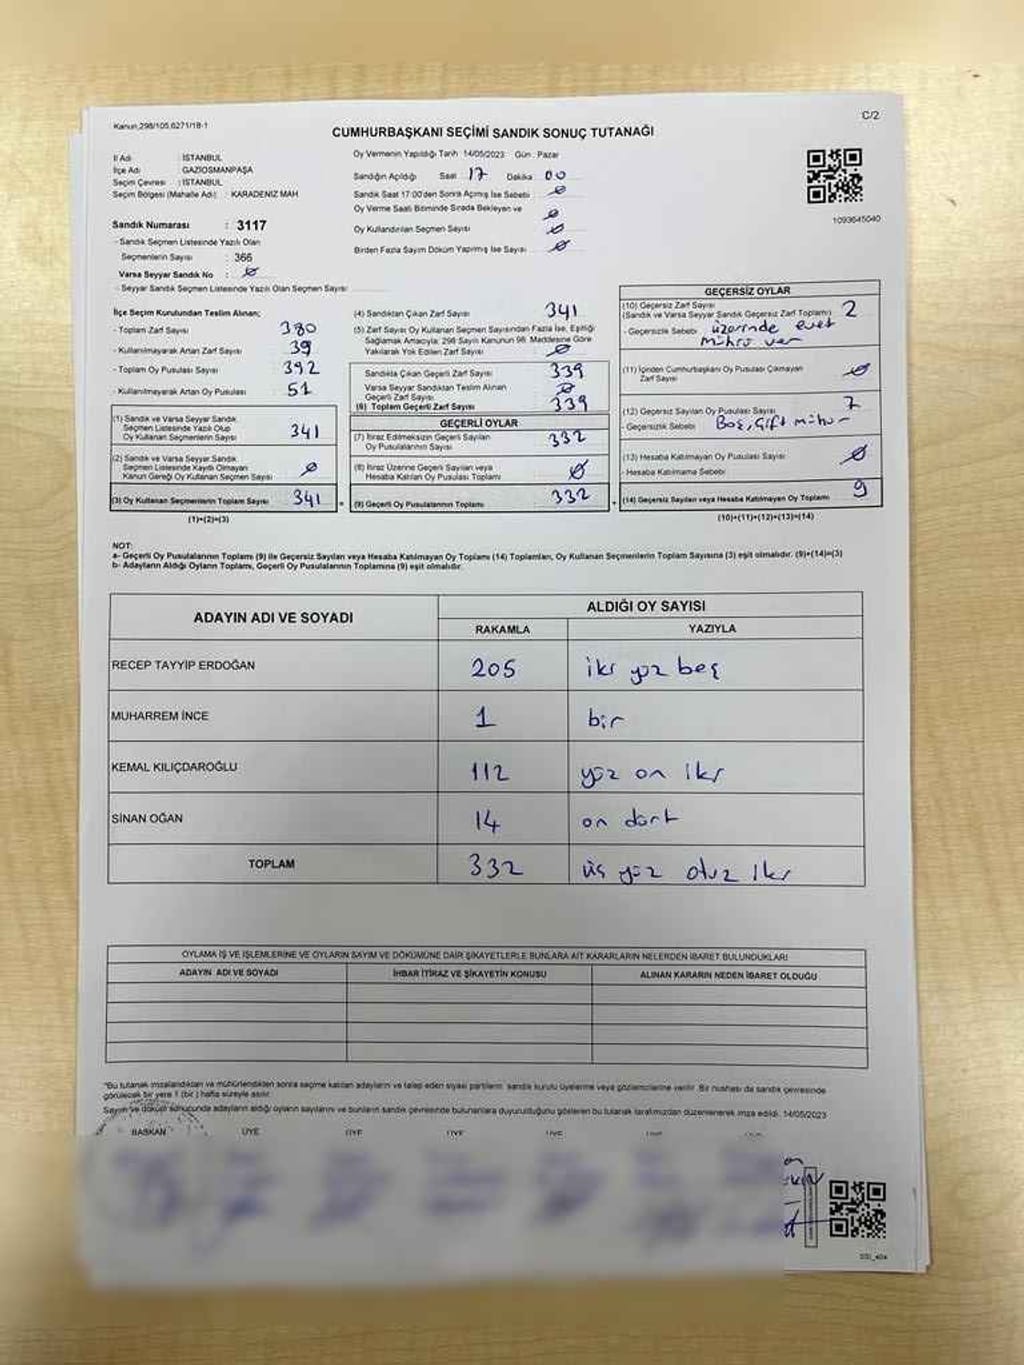 Kanun,298/105,6271/18-1
C/2
CUMHURBAŞKANI SEÇİMİ SANDIK SONUÇ TUTANAĞI
İl Adı : İSTANBUL
İlçe Adı : GAZİOSMANPAŞA
Seçim Çevresi : İSTANBUL
Seçim Bölgesi (Mahalle Adı) : KARADENİZ MAH
Oy Vermenin Yapıldığı Tarih 14/05/2023 Gün : Pazar
Sandığın Açıldığı Saat : 17 Dakika : 00
Sandık Saat 17:00'den Sonra Açılmış İse Sebebi : Ø
Oy Verme Saati Bitiminde Sırada Bekleyen ve Ø
Oy Kullandırılan Seçmen Sayısı : Ø
Birden Fazla Sayım Döküm Yapılmış İse Sayısı : Ø
1093645040
Sandık Numarası : 3117
- Sandık Seçmen Listesinde Yazılı Olan
Seçmenlerin Sayısı : 366
Varsa Seyyar Sandık No : Ø
- Seyyar Sandık Seçmen Listesinde Yazılı Olan Seçmen Sayısı :
İlçe Seçim Kurulundan Teslim Alınan;
- Toplam Zarf Sayısı : 380
- Kullanılmayarak Artan Zarf Sayısı : 39
- Toplam Oy Pusulası Sayısı : 392
- Kullanılmayarak Artan Oy Pusulası : 51
(1) Sandık ve Varsa Seyyar Sandık
Seçmen Listesinde Yazılı Olup
Oy Kullanan Seçmenlerin Sayısı : 341
(2) Sandık ve Varsa Seyyar Sandık
Seçmen Listesinde Kayıtlı Olmayan
Kanun Gereği Oy Kullanan Seçmen Sayısı : Ø
(3) Oy Kullanan Seçmenlerin Toplam Sayısı : 341
(1)+(2)=(3)
(4) Sandıktan Çıkan Zarf Sayısı : 341
(5) Zarf Sayısı Oy Kullanan Seçmen Sayısından Fazla İse, Eşitliği
Sağlamak Amacıyla; 298 Sayılı Kanunun 98. Maddesine Göre
Yakılarak Yok Edilen Zarf Sayısı : Ø
Sandıkta Çıkan Geçerli Zarf Sayısı : 339
Varsa Seyyar Sandıktan Teslim Alınan
Geçerli Zarf Sayısı : Ø
(6) Toplam Geçerli Zarf Sayısı : 339
GEÇERLİ OYLAR
(7) İtiraz Edilmeksizin Geçerli Sayılan
Oy Pusulası Toplamı : 332
(8) İtiraz Üzerine Geçerli Sayılan veya
Hesaba Katılan Oy Pusulası Toplamı : Ø
(9) Geçerli Oy Pusulalarının Toplamı : 332
GEÇERSİZ OYLAR
(10) Geçersiz Zarf Sayısı
(Sandık ve Varsa Seyyar Sandık Geçersiz Zarf Toplamı) : 2
- Geçersizlik Sebebi : üzerinde evet
mührü var
(11) İçinden Cumhurbaşkanı Oy Pusulası Çıkmayan
Zarf Sayısı : Ø
(12) Geçersiz Sayılan Oy Pusulası Sayısı : 7
- Geçersizlik Sebebi : Boş, Çift mühür
(13) Hesaba Katılmayan Oy Pusulası Sayısı : Ø
- Hesaba Katılmama Sebebi :
(14) Geçersiz Sayılan veya Hesaba Katılmayan Oy Toplamı : 9
(10)+(11)+(12)+(13)=(14)
NOT:
a- Geçerli Oy Pusulalarının Toplamı (9) ile Geçersiz Sayılan veya Hesaba Katılmayan Oy Toplamı (14) Toplamları, Oy Kullanan Seçmenlerin Toplam Sayısına (3) eşit olmalıdır. (9)+(14)=(3)
b- Adayların Aldığı Oyların Toplamı, Geçerli Oy Pusulalarının Toplamına (9) eşit olmalıdır.
ADAYIN ADI VE SOYADI
ALDIĞI OY SAYISI
RAKAMLA YAZIYLA
RECEP TAYYİP ERDOĞAN 205 iki yüz beş
MUHARREM İNCE 1 bir
KEMAL KILIÇDAROĞLU 112 yüz on iki
SİNAN OĞAN 14 on dört
TOPLAM 332 üç yüz otuz iki
OYLAMA İŞ VE İŞLEMLERİNE VE OYLARIN SAYIM VE DÖKÜMÜNE DAİR ŞİKAYETLERLE BUNLARA AİT KARARLARIN NELERDEN İBARET BULUNDUKLARI
ADAYIN ADI VE SOYADI İHBAR İTİRAZ VE ŞİKAYETİN KONUSU ALINAN KARARIN NEDEN İBARET OLDUĞU
"Bu tutanak imzalandıktan ve mühürlendikten sonra seçime katılan adayların ve talep eden siyasi partilerin sandık kurulu üyelerine veya gözlemcilerine verilir. Bir nüshası da sandık çevresinde
görülecek bir yere 1 (bir) hafta süreyle asılır.
Sayım ve döküm sonucunda adayların aldığı oyların sayılarını ve bunların sandık çevresinde bulunanlara duyurulduğunu gösteren bu tutanak tarafımızdan düzenlenerek imza edildi. 14/05/2023
BAŞKAN ÜYE ÜYE ÜYE ÜYE